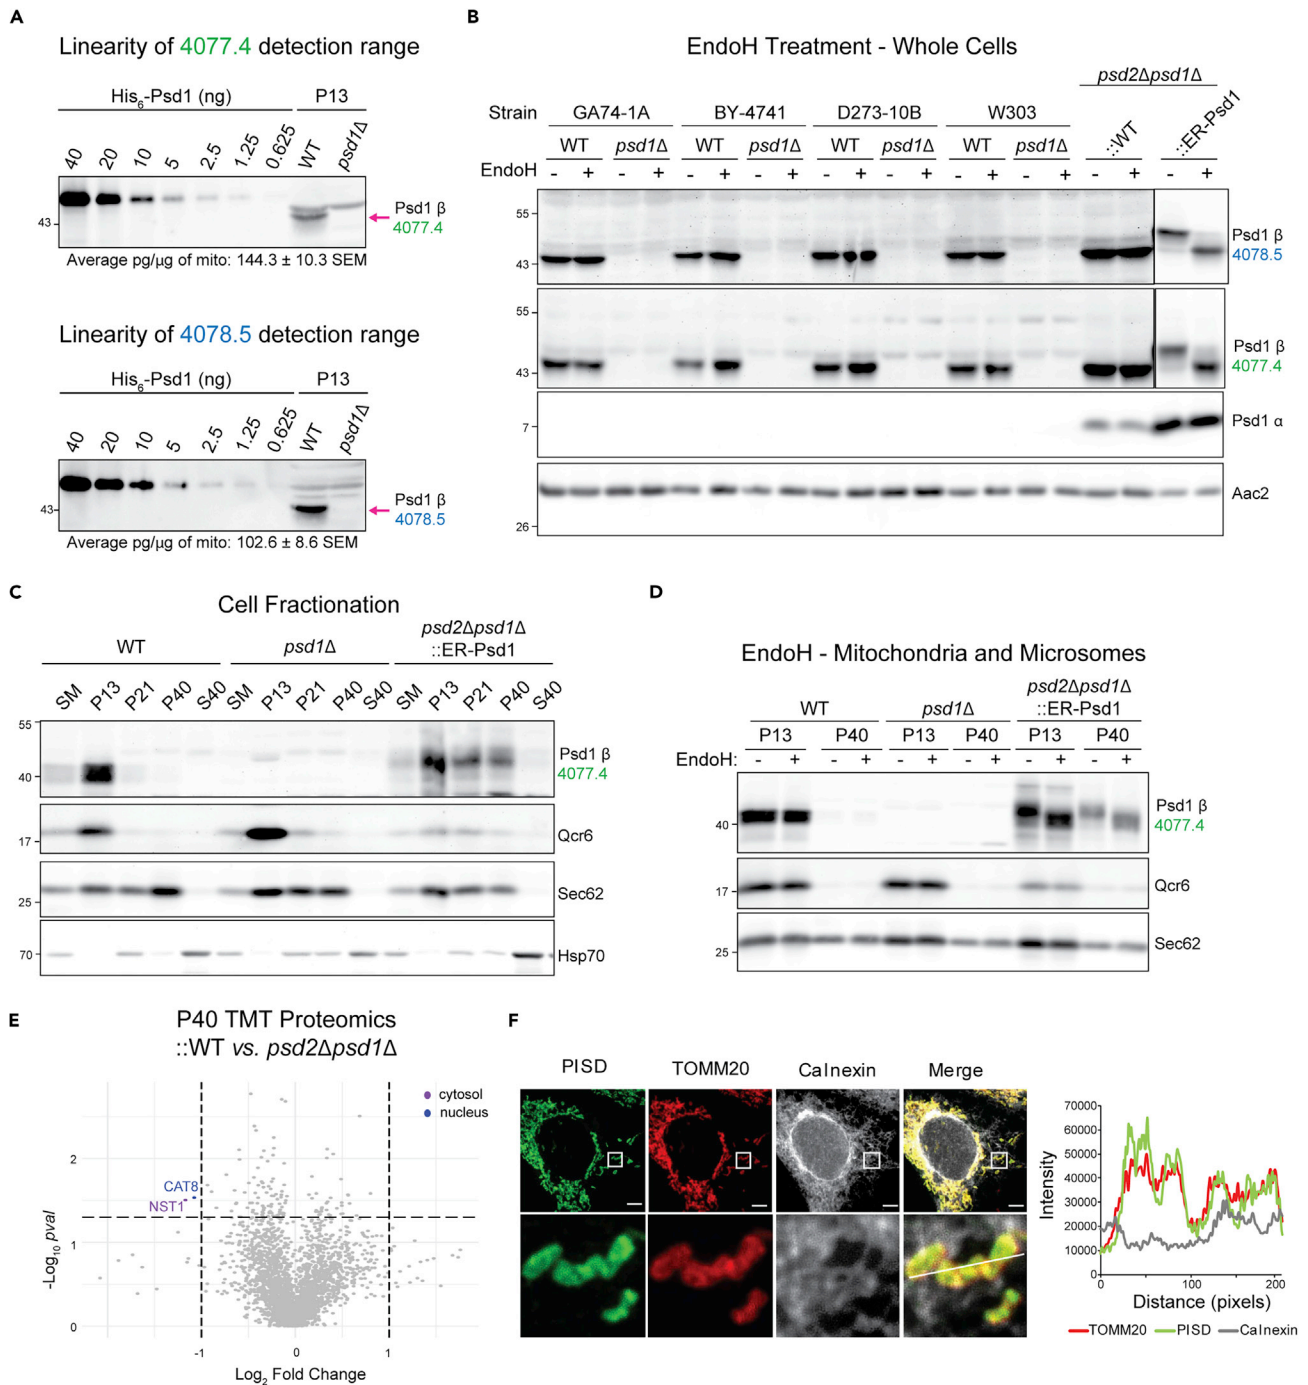 A
Linearity of 4077.4 detection range
His6-Psd1 (ng) P13
40 20 10 5 2.5 1.25 0.625 WT psd1Δ
43
Psd1 β
4077.4
Average pg/μg of mito: 144.3 ± 10.3 SEM
Linearity of 4078.5 detection range
His6-Psd1 (ng) P13
40 20 10 5 2.5 1.25 0.625 WT psd1Δ
43
Psd1 β
4078.5
Average pg/μg of mito: 102.6 ± 8.6 SEM
B
EndoH Treatment - Whole Cells
psd2Δpsd1Δ
Strain GA74-1A BY-4741 D273-10B W303 ::WT ::ER-Psd1
WT psd1Δ WT psd1Δ WT psd1Δ WT psd1Δ
EndoH - + - + - + - + - + - + - + - + - + - +
55
43
Psd1 β
4078.5
55
43
Psd1 β
4077.4
7
Psd1 α
Aac2
26
C
Cell Fractionation
WT psd1Δ psd2Δpsd1Δ
::ER-Psd1
SM P13 P21 P40 S40 SM P13 P21 P40 S40 SM P13 P21 P40 S40
55
40
Psd1 β
4077.4
17
Qcr6
25
Sec62
70
Hsp70
D
EndoH - Mitochondria and Microsomes
WT psd1Δ psd2Δpsd1Δ
::ER-Psd1
P13 P40 P13 P40 P13 P40
EndoH: - + - + - + - + - + - +
40
Psd1 β
4077.4
17
Qcr6
25
Sec62
E
P40 TMT Proteomics
::WT vs. psd2Δpsd1Δ
cytosol
nucleus
CAT8
NST1
-Log10 pval
2
1
0
-1 0 1
Log2 Fold Change
F
PISD TOMM20 Calnexin Merge
Intensity
70000
60000
50000
40000
30000
20000
10000
0
0 100 200
Distance (pixels)
TOMM20 PISD Calnexin